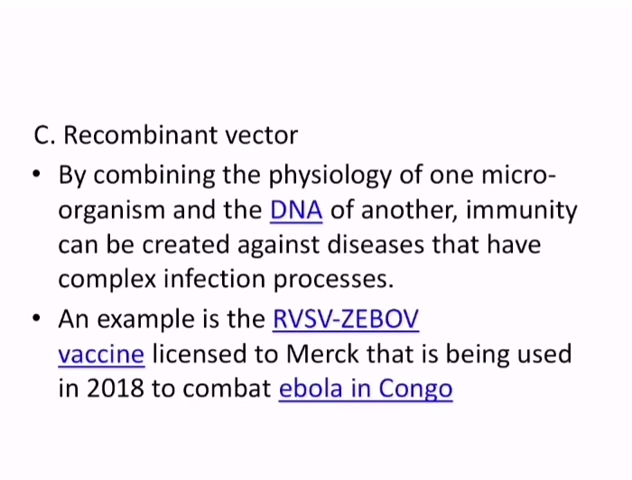 C. Recombinant vector
• By combining the physiology of one micro-
organism and the DNA of another, immunity
can be created against diseases that have
complex infection processes.
• An example is the RVSV-ZEBOV
vaccine licensed to Merck that is being used
in 2018 to combat ebola in Congo